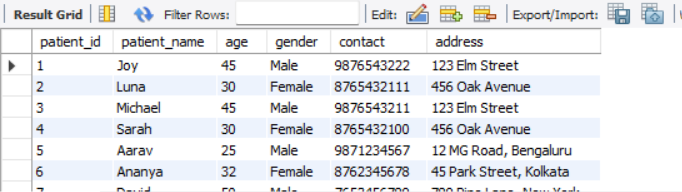 Result Grid Filter Rows: Edit: Export/Import:
patient_id patient_name age gender contact address
1 Joy 45 Male 9876543222 123 Elm Street
2 Luna 30 Female 8765432111 456 Oak Avenue
3 Michael 45 Male 9876543211 123 Elm Street
4 Sarah 30 Female 8765432100 456 Oak Avenue
5 Aarav 25 Male 9871234567 12 MG Road, Bengaluru
6 Ananya 32 Female 8762345678 45 Park Street, Kolkata